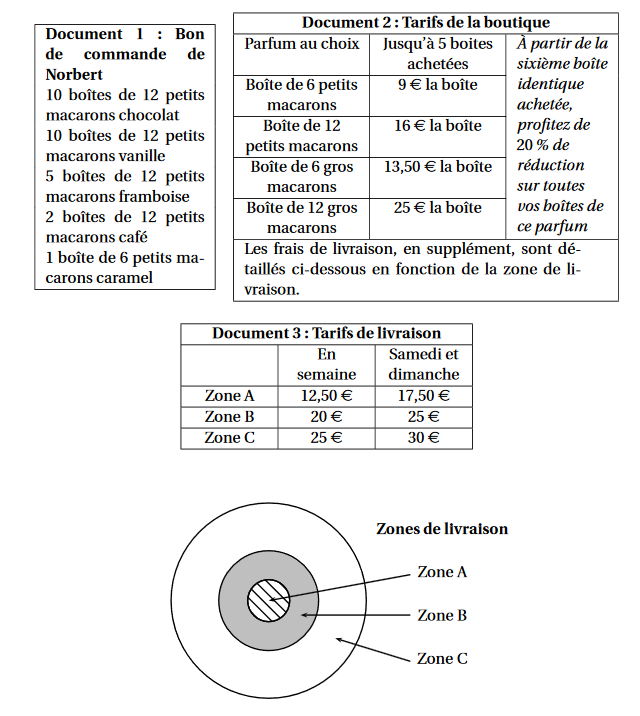 Document 1 : Bon
de commande de
Norbert
10 boîtes de 12 petits
macarons chocolat
10 boîtes de 12 petits
macarons vanille
5 boîtes de 12 petits
macarons framboise
2 boîtes de 12 petits
macarons café
1 boîte de 6 petits ma-
carons caramel
Document 2 : Tarifs de la boutique
Parfum au choix
Jusqu'à 5 boites
achetées
À partir de la
sixième boîte
identique
achetée,
profitez de
20 % de
réduction
sur toutes
vos boîtes de
ce parfum
Boîte de 6 petits
macarons
9 € la boîte
Boîte de 12
petits macarons
16 € la boîte
Boîte de 6 gros
macarons
13,50 € la boîte
Boîte de 12 gros
macarons
25 € la boîte
Les frais de livraison, en supplément, sont dé-
taillés ci-dessous en fonction de la zone de li-
vraison.
Document 3 : Tarifs de livraison
En
semaine
Samedi et
dimanche
Zone A 12,50 € 17,50 €
Zone B 20 € 25 €
Zone C 25 € 30 €
Zones de livraison
Zone A
Zone B
Zone C